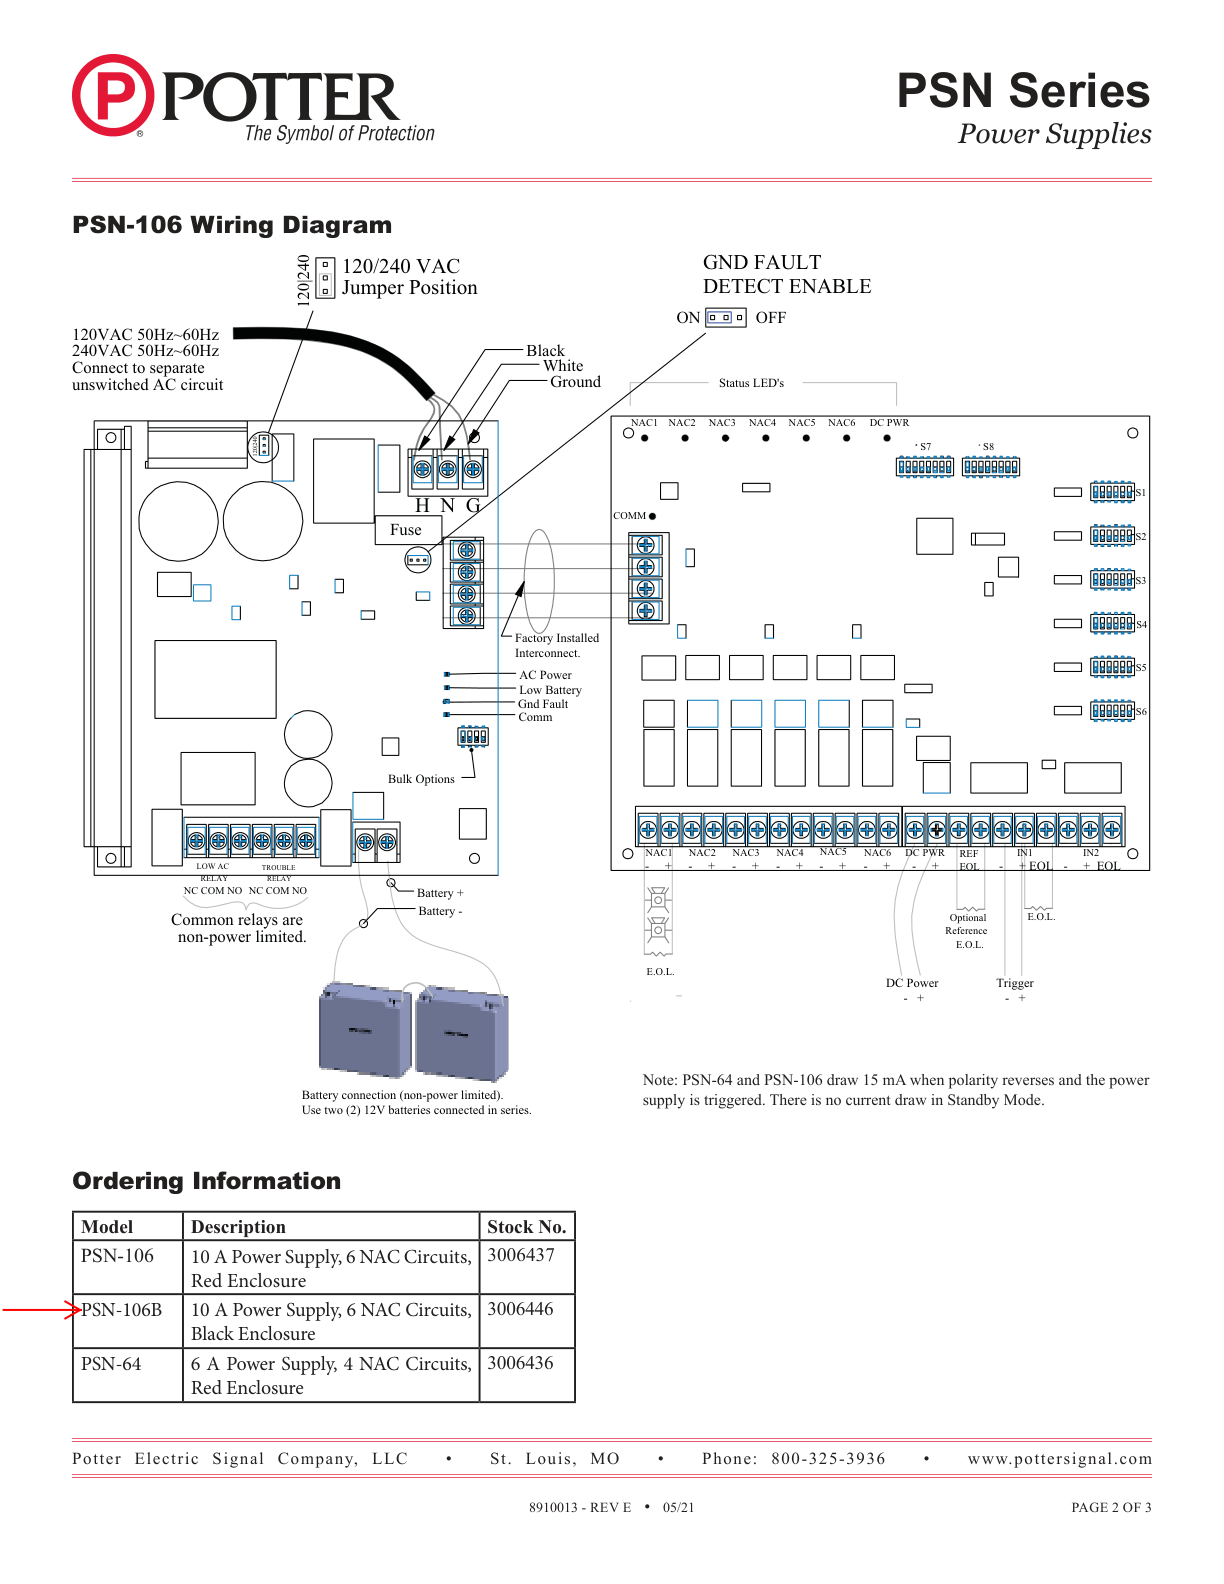 P POTTER
®
The Symbol of Protection
PSN Series
Power Supplies
PSN-106 Wiring Diagram
120|240
120/240 VAC
Jumper Position
GND FAULT
DETECT ENABLE
ON OFF
120VAC 50Hz~60Hz
240VAC 50Hz~60Hz
Connect to separate
unswitched AC circuit
Black
White
Ground
Status LED's
NAC1 NAC2 NAC3 NAC4 NAC5 NAC6 DC PWR
S7 S8
120|240
H N G
Fuse
COMM
S1
S2
S3
S4
S5
S6
Factory Installed
Interconnect.
AC Power
Low Battery
Gnd Fault
Comm
Bulk Options
LOW AC
RELAY
TROUBLE
RELAY
NC COM NO NC COM NO
Common relays are
non-power limited.
Battery +
Battery -
NAC1 NAC2 NAC3 NAC4 NAC5 NAC6 DC PWR REF IN1 IN2
- + - + - + - + - + - + - + EOL - + EOL - + EOL
Optional
Reference
E.O.L.
E.O.L.
E.O.L.
DC Power
- +
Trigger
- +
Battery connection (non-power limited).
Use two (2) 12V batteries connected in series.
Note: PSN-64 and PSN-106 draw 15 mA when polarity reverses and the power
supply is triggered. There is no current draw in Standby Mode.
Ordering Information
Model Description Stock No.
PSN-106 10 A Power Supply, 6 NAC Circuits, 3006437
Red Enclosure
PSN-106B 10 A Power Supply, 6 NAC Circuits, 3006446
Black Enclosure
PSN-64 6 A Power Supply, 4 NAC Circuits, 3006436
Red Enclosure
Potter Electric Signal Company, LLC • St. Louis, MO • Phone: 800-325-3936 • www.pottersignal.com
8910013 - REV E • 05/21
PAGE 2 OF 3